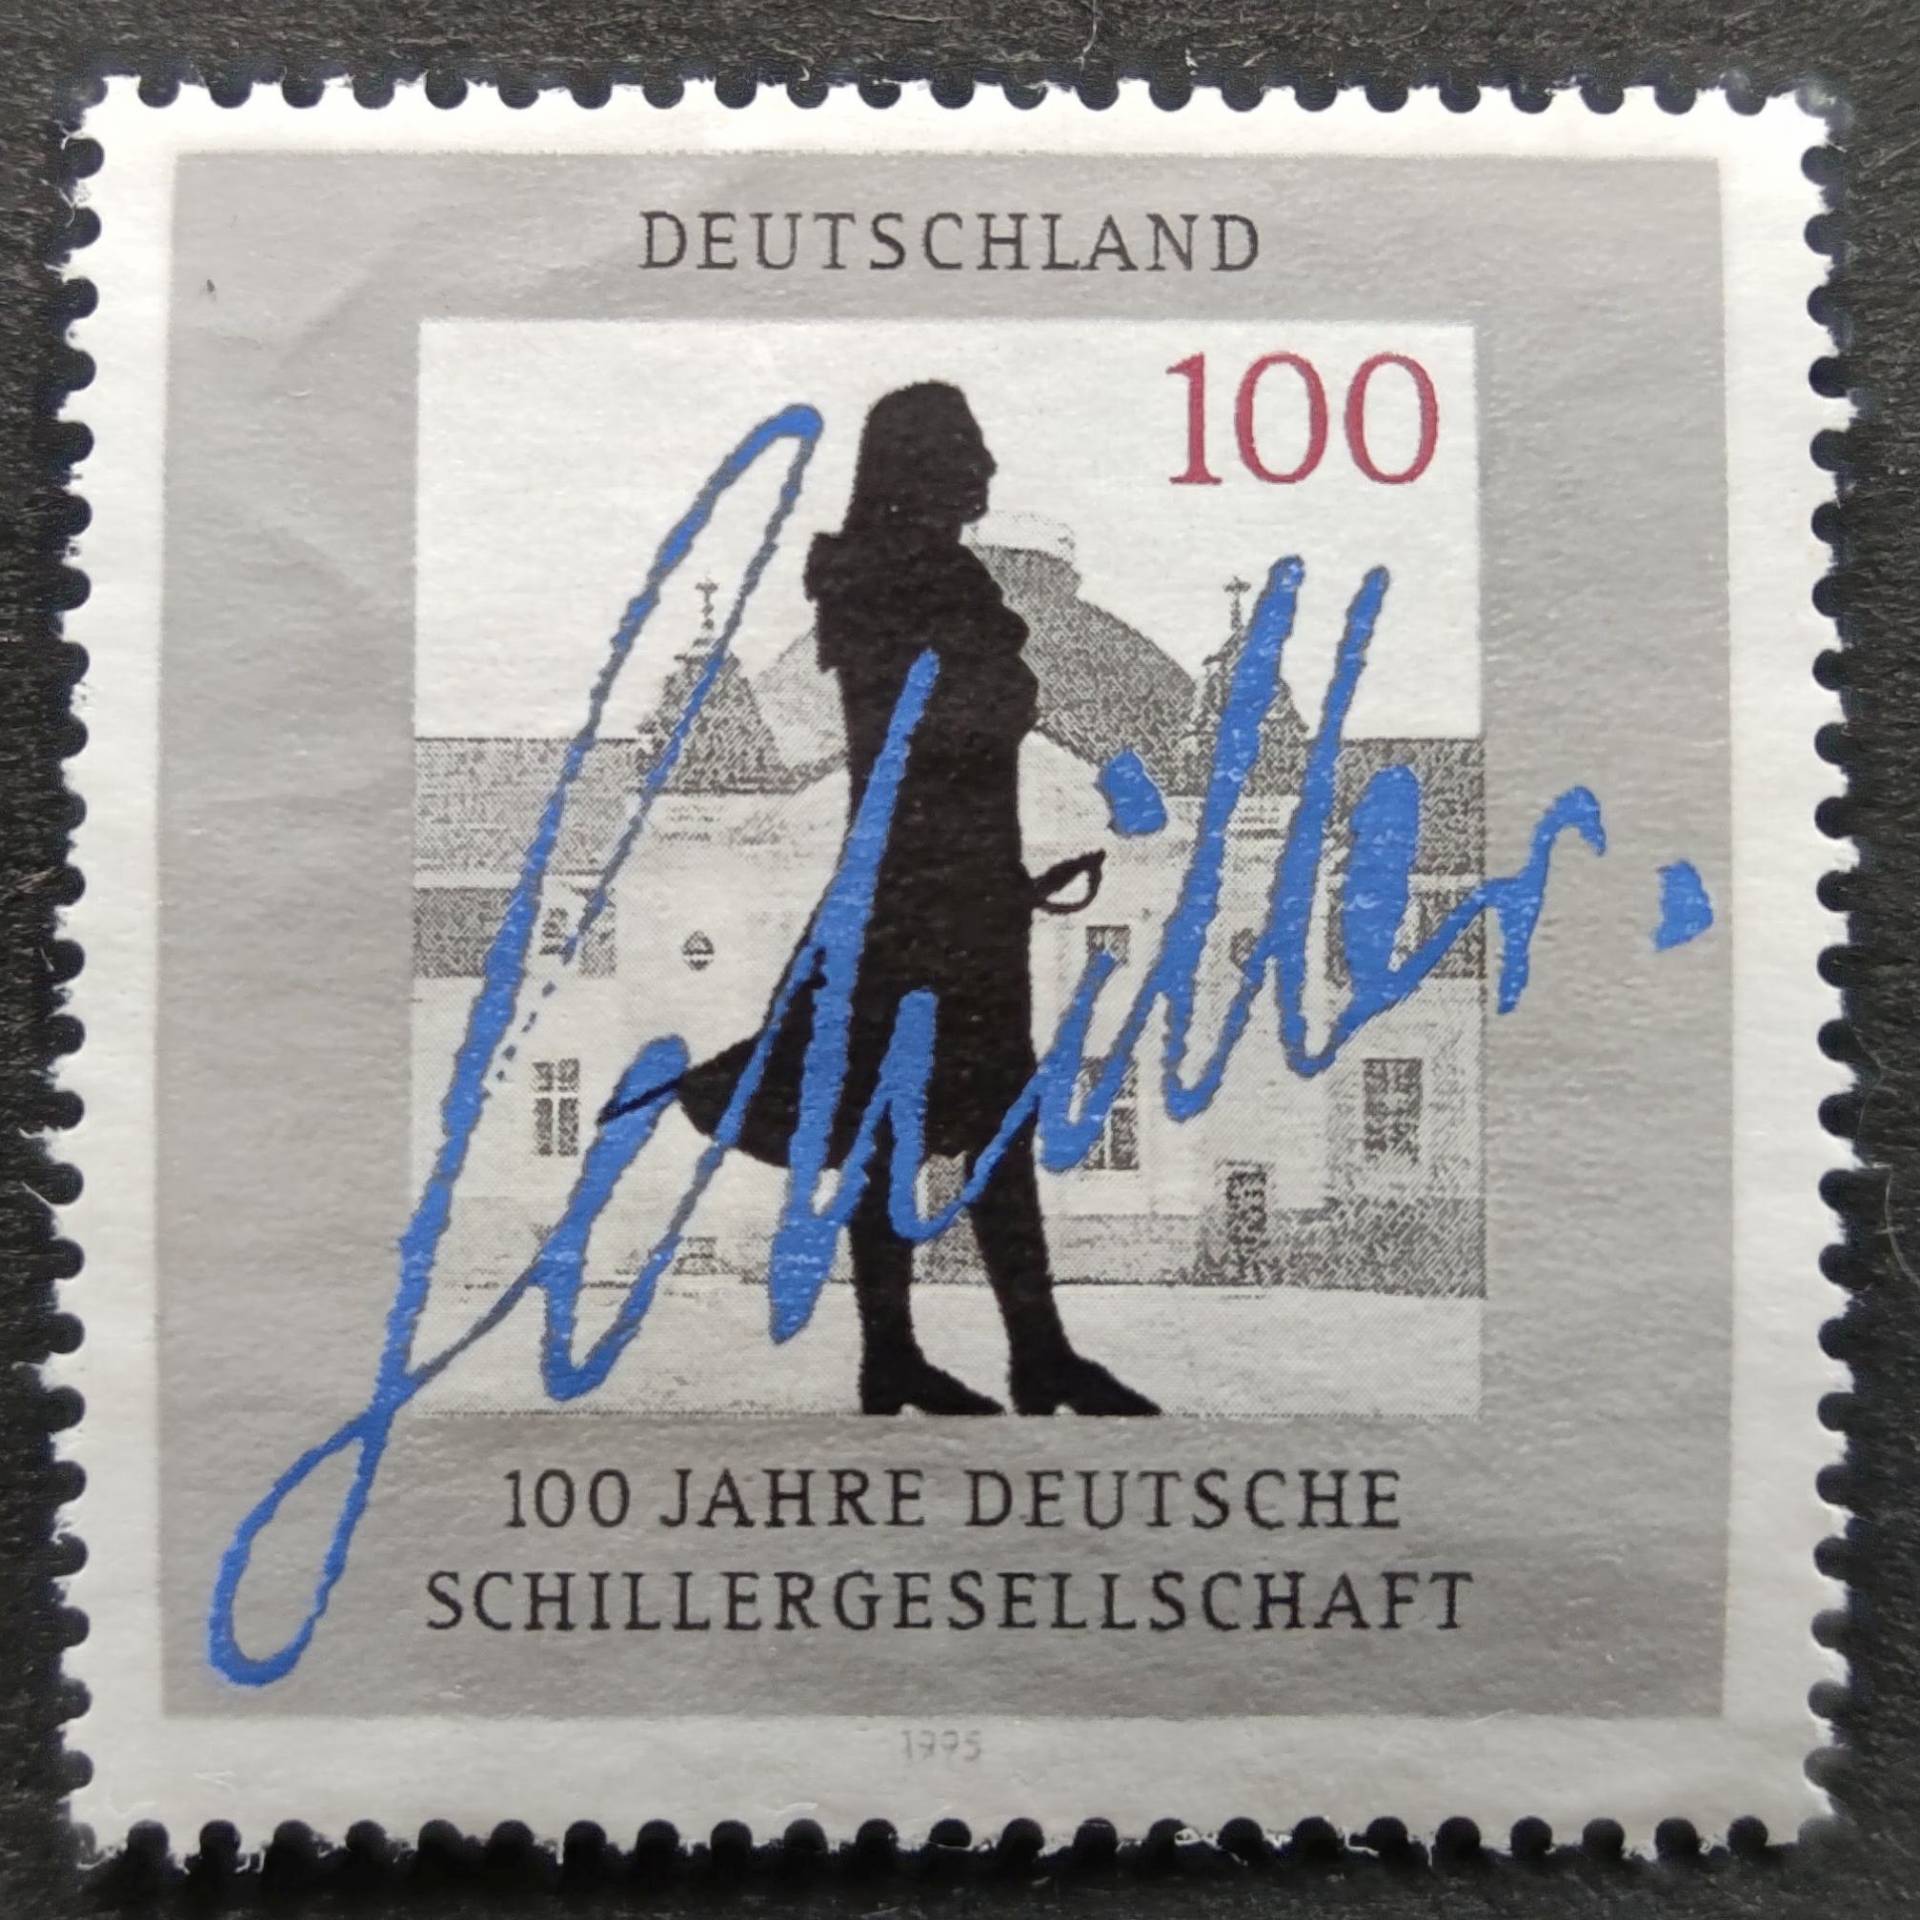 DEUTSCHLAND
100
Schiller.
100 JAHRE DEUTSCHE
SCHILLERGESELLSCHAFT
1995